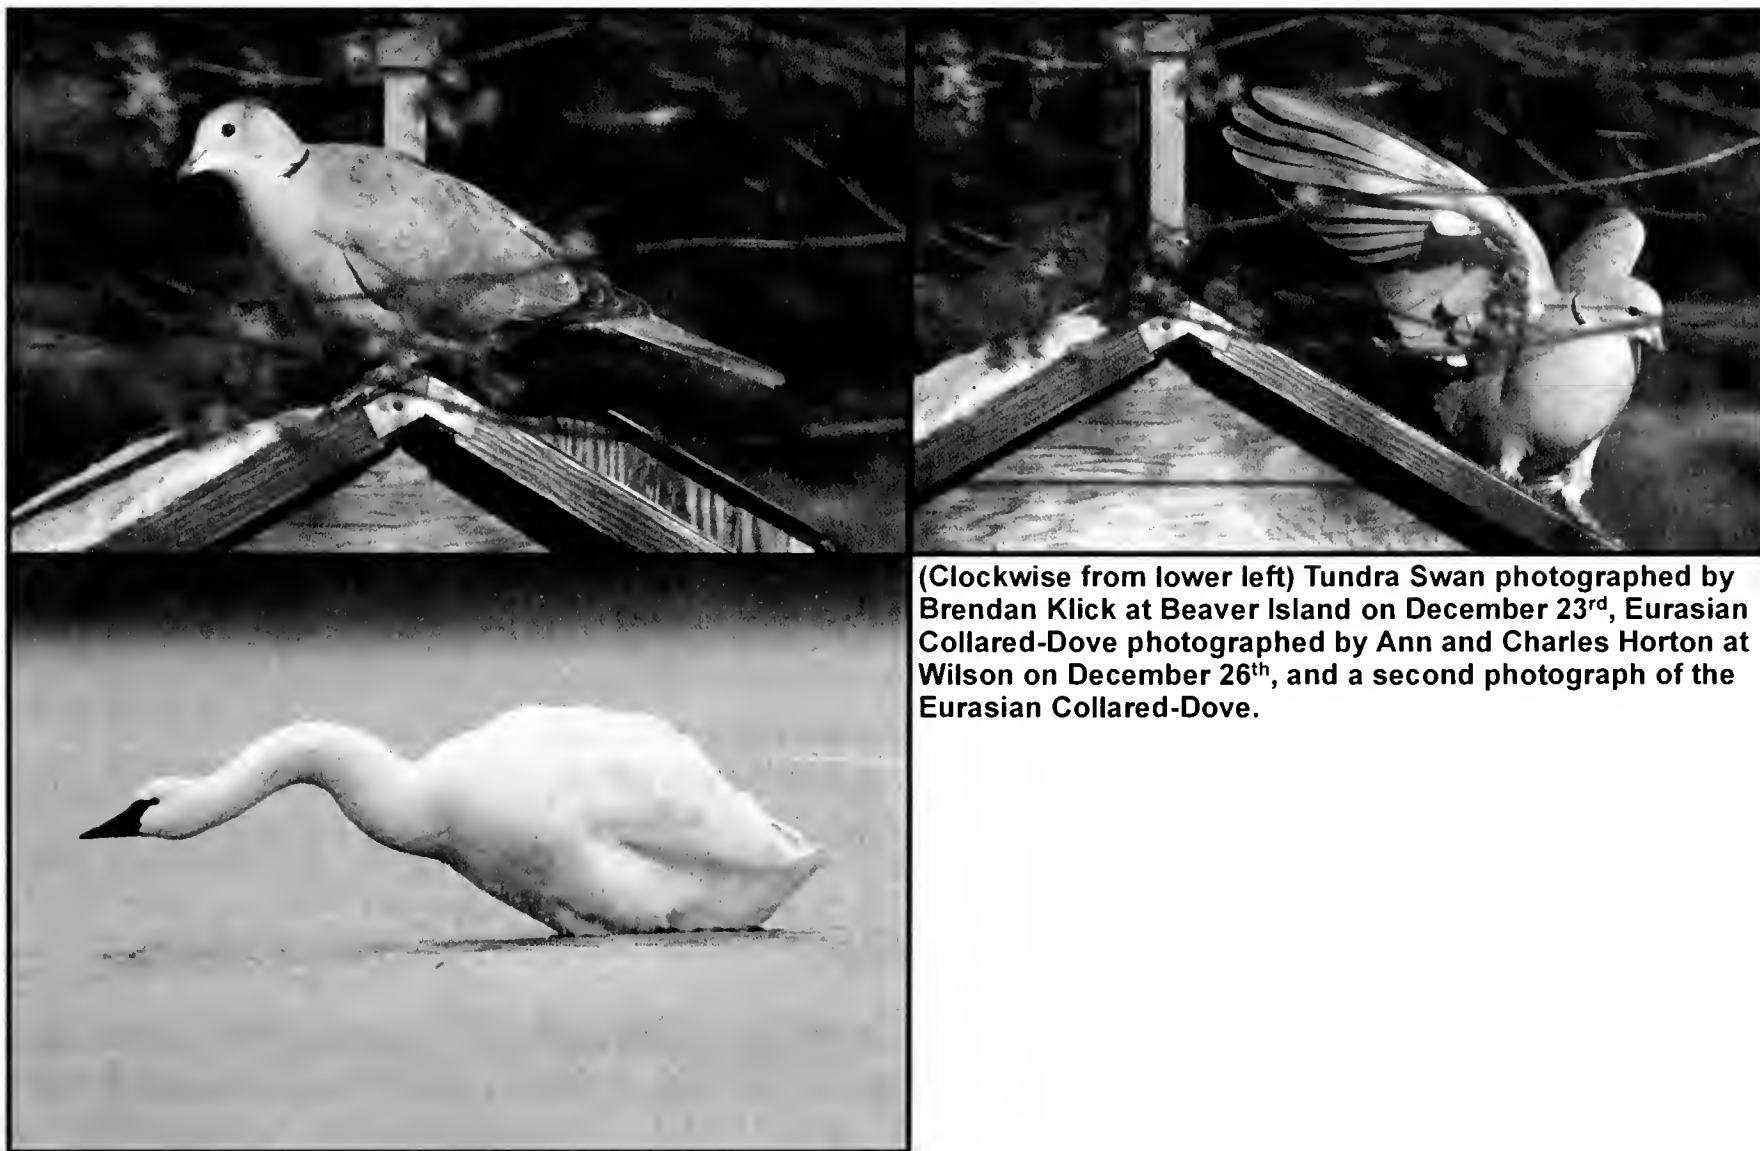 (Clockwise from lower left) Tundra Swan photographed by
Brendan Klick at Beaver Island on December 23rd, Eurasian
Collared-Dove photographed by Ann and Charles Horton at
Wilson on December 26th, and a second photograph of the
Eurasian Collared-Dove.